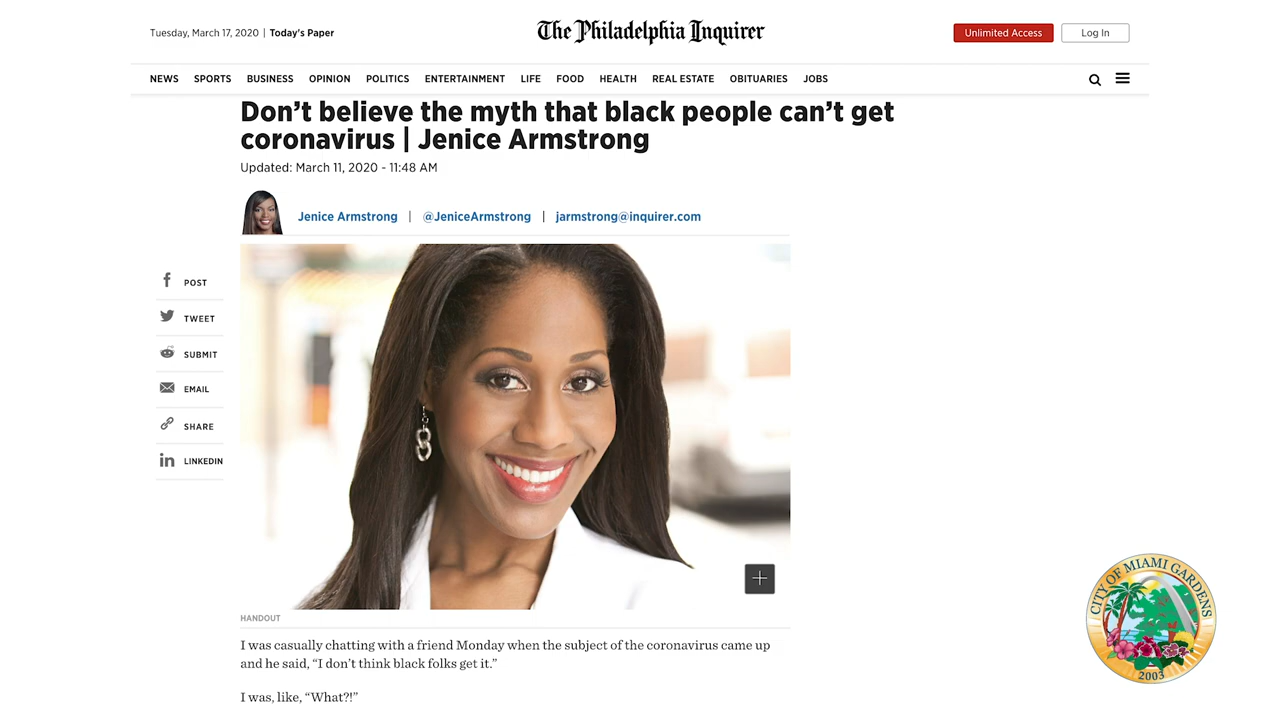 Tuesday, March 17, 2020 | Today's Paper
The Philadelphia Inquirer
Unlimited Access
Log In
NEWS SPORTS BUSINESS OPINION POLITICS ENTERTAINMENT LIFE FOOD HEALTH REAL ESTATE OBITUARIES JOBS
Don't believe the myth that black people can't get
coronavirus | Jenice Armstrong
Updated: March 11, 2020 - 11:48 AM
Jenice Armstrong | @JeniceArmstrong | jarmstrong@inquirer.com
POST
TWEET
SUBMIT
EMAIL
SHARE
LINKEDIN
HANDOUT
I was casually chatting with a friend Monday when the subject of the coronavirus came up
and he said, “I don't think black folks get it.”
I was, like, “What?!”
CITY OF MIAMI GARDENS
2003